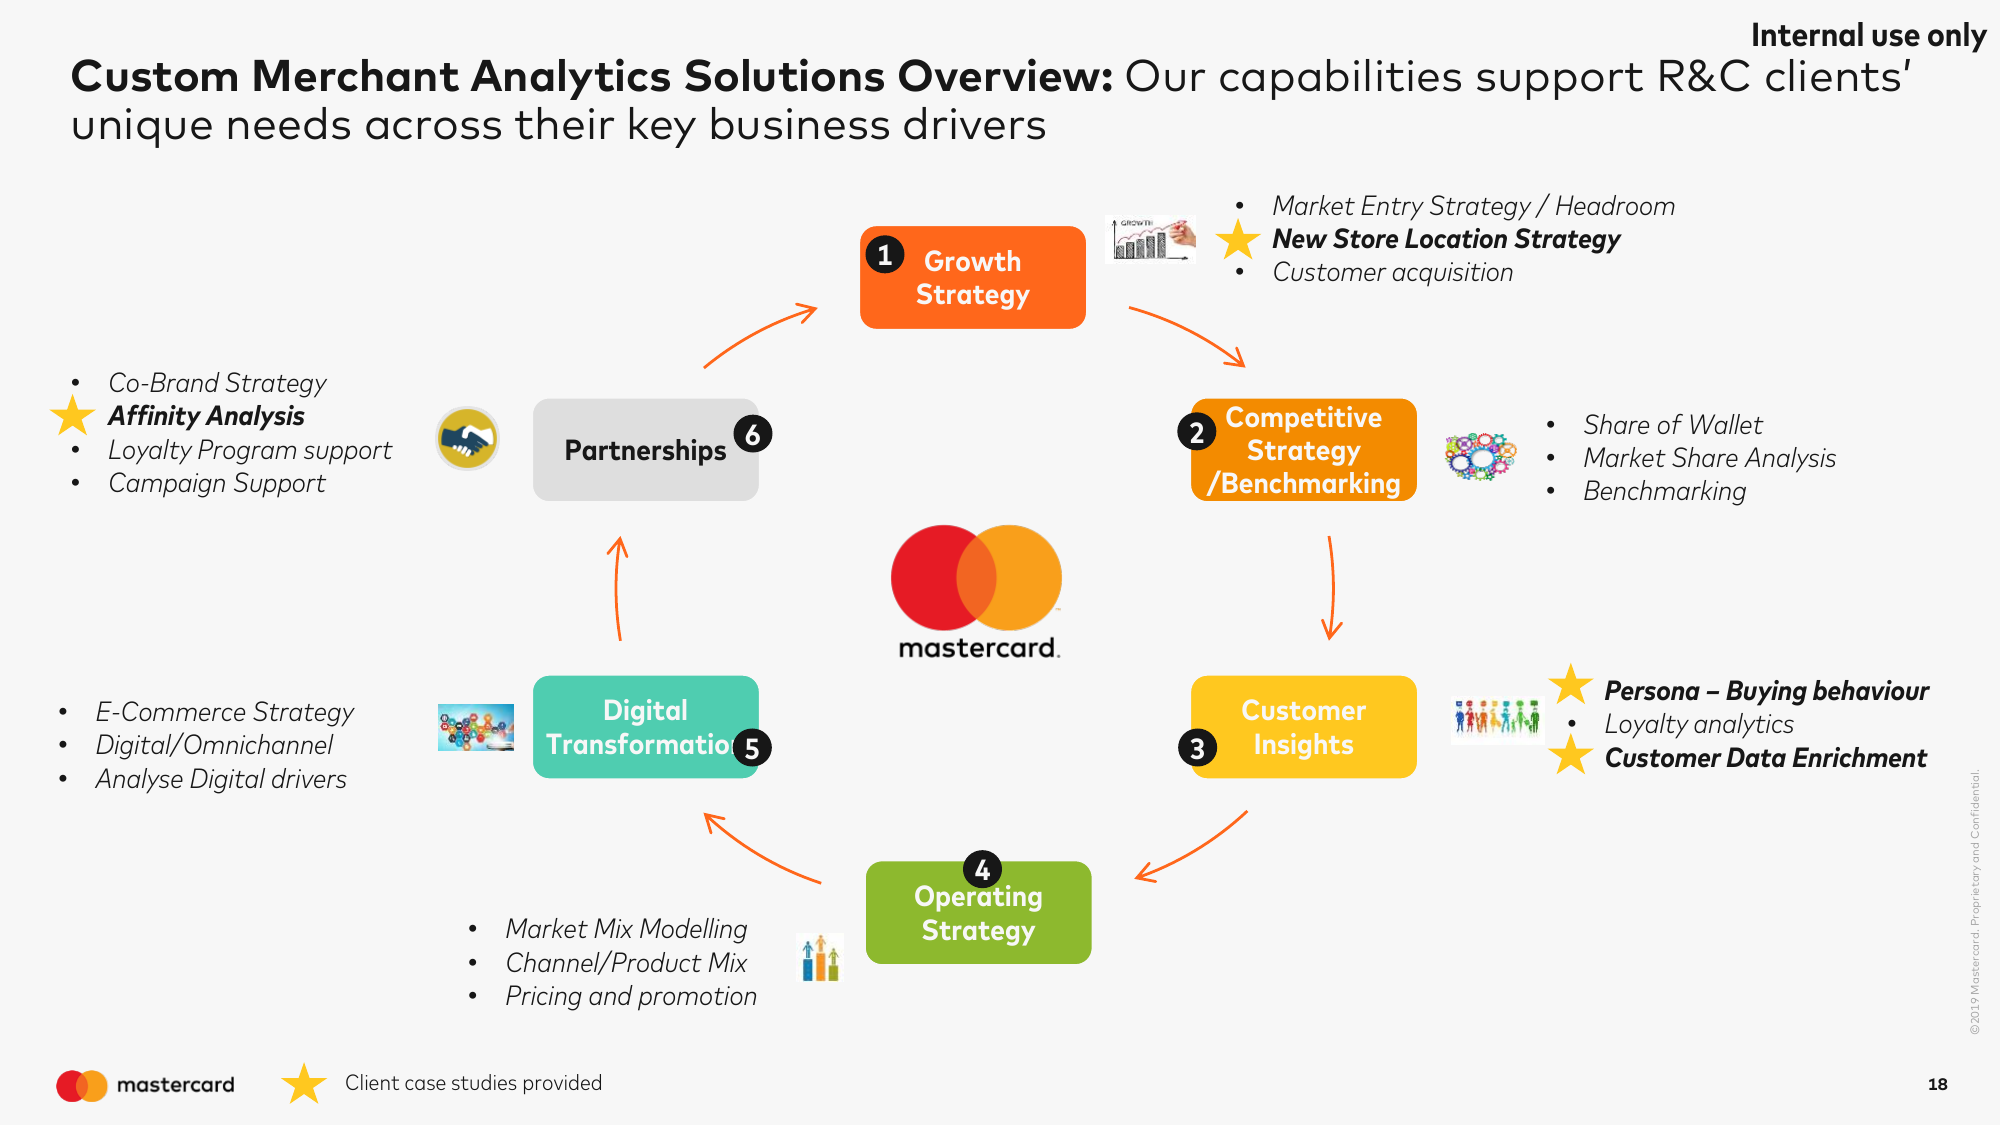 Internal use only
Custom Merchant Analytics Solutions Overview: Our capabilities support R&C clients'
unique needs across their key business drivers
1
Growth
Strategy
GROWTH
• Market Entry Strategy / Headroom
New Store Location Strategy
• Customer acquisition
2
Competitive
Strategy
/Benchmarking
• Share of Wallet
• Market Share Analysis
• Benchmarking
3
Customer
Insights
Persona – Buying behaviour
• Loyalty analytics
Customer Data Enrichment
4
Operating
Strategy
• Market Mix Modelling
• Channel/Product Mix
• Pricing and promotion
5
Digital
Transformatio
• E-Commerce Strategy
• Digital/Omnichannel
• Analyse Digital drivers
6
Partnerships
• Co-Brand Strategy
Affinity Analysis
• Loyalty Program support
• Campaign Support
mastercard.
©2019 Mastercard. Proprietary and Confidential.
mastercard
Client case studies provided
18